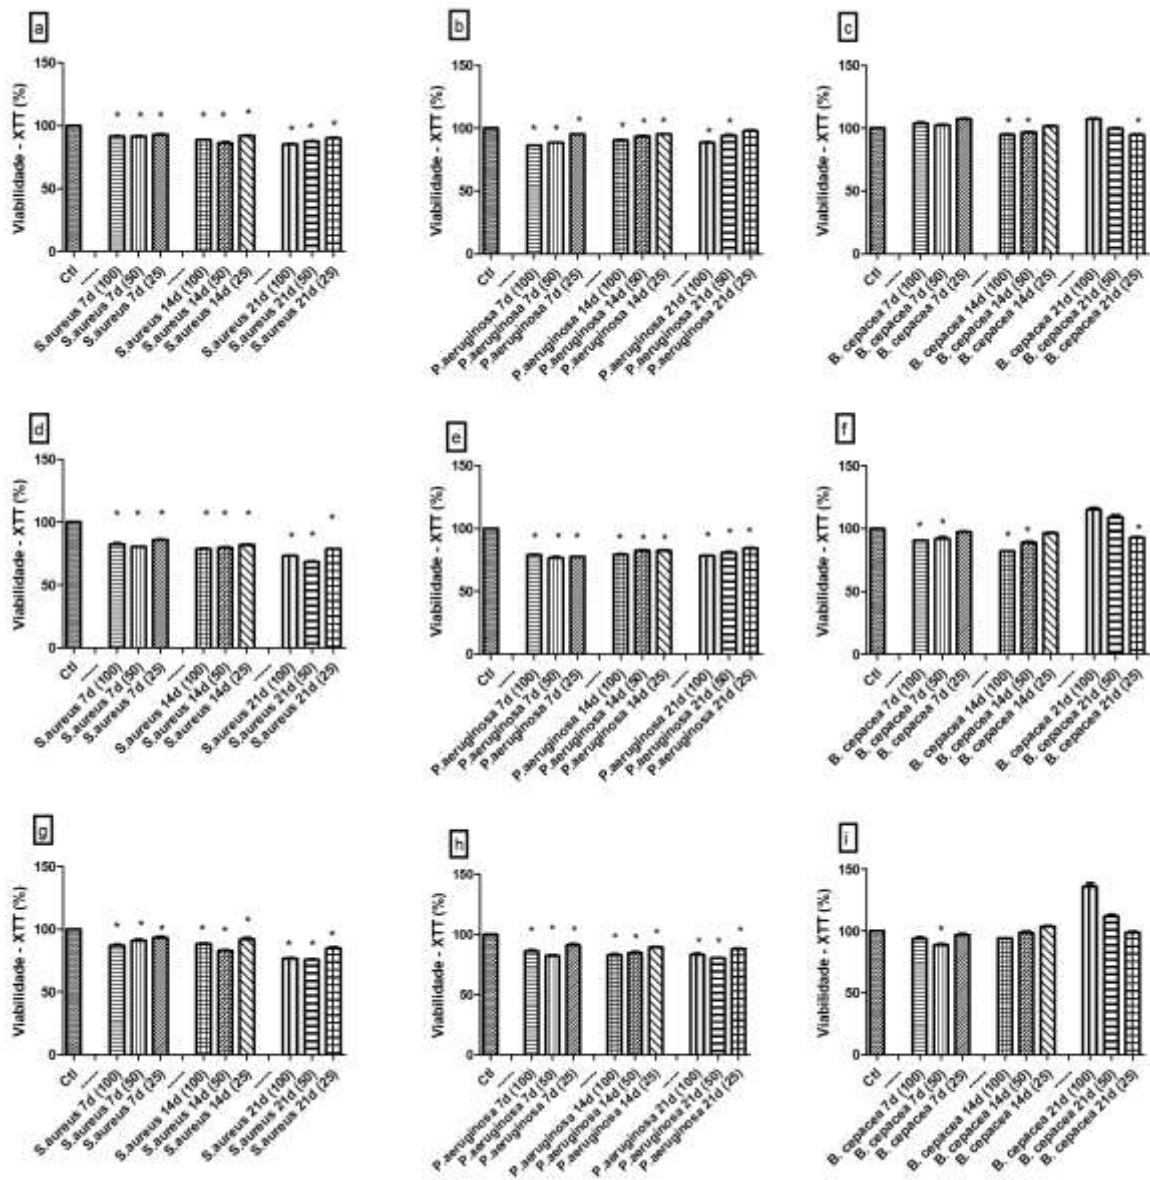 a
Viabilidade - XTT (%)
150
100
50
0
Ctl
------
S.aureus 7d (100)
S.aureus 7d (50)
S.aureus 7d (25)
------
S.aureus 14d (100)
S.aureus 14d (50)
S.aureus 14d (25)
------
S.aureus 21d (100)
S.aureus 21d (50)
S.aureus 21d (25)
* * * * * * * * *
b
150
100
50
0
Ctl
------
P.aeruginosa 7d (100)
P.aeruginosa 7d (50)
P.aeruginosa 7d (25)
------
P.aeruginosa 14d (100)
P.aeruginosa 14d (50)
P.aeruginosa 14d (25)
------
P.aeruginosa 21d (100)
P.aeruginosa 21d (50)
P.aeruginosa 21d (25)
Viabilidade - XTT (%)
* * * * * * * *
c
Viabilidade - XTT (%)
150
100
50
0
Ctl
------
B. cepacea 7d (100)
B. cepacea 7d (50)
B. cepacea 7d (25)
------
B. cepacea 14d (100)
B. cepacea 14d (50)
B. cepacea 14d (25)
------
B. cepacea 21d (100)
B. cepacea 21d (50)
B. cepacea 21d (25)
* * *
d
Viabilidade - XTT (%)
150
100
50
0
Ctl
------
S.aureus 7d (100)
S.aureus 7d (50)
S.aureus 7d (25)
------
S.aureus 14d (100)
S.aureus 14d (50)
S.aureus 14d (25)
------
S.aureus 21d (100)
S.aureus 21d (50)
S.aureus 21d (25)
* * * * * * * * *
e
Viabilidade - XTT (%)
150
100
50
0
Ctl
------
P.aeruginosa 7d (100)
P.aeruginosa 7d (50)
P.aeruginosa 7d (25)
------
P.aeruginosa 14d (100)
P.aeruginosa 14d (50)
P.aeruginosa 14d (25)
------
P.aeruginosa 21d (100)
P.aeruginosa 21d (50)
P.aeruginosa 21d (25)
* * * * * * * * *
f
Viabilidade - XTT (%)
150
100
50
0
Ctl
------
B. cepacea 7d (100)
B. cepacea 7d (50)
B. cepacea 7d (25)
------
B. cepacea 14d (100)
B. cepacea 14d (50)
B. cepacea 14d (25)
------
B. cepacea 21d (100)
B. cepacea 21d (50)
B. cepacea 21d (25)
* * * * *
g
Viabilidade - XTT (%)
150
100
50
0
Ctl
------
S.aureus 7d (100)
S.aureus 7d (50)
S.aureus 7d (25)
------
S.aureus 14d (100)
S.aureus 14d (50)
S.aureus 14d (25)
------
S.aureus 21d (100)
S.aureus 21d (50)
S.aureus 21d (25)
* * * * * * * * *
h
Viabilidade - XTT (%)
150
100
50
0
Ctl
------
P.aeruginosa 7d (100)
P.aeruginosa 7d (50)
P.aeruginosa 7d (25)
------
P.aeruginosa 14d (100)
P.aeruginosa 14d (50)
P.aeruginosa 14d (25)
------
P.aeruginosa 21d (100)
P.aeruginosa 21d (50)
P.aeruginosa 21d (25)
* * * * * * * * *
i
Viabilidade - XTT (%)
150
100
50
0
Ctl
------
B. cepacea 7d (100)
B. cepacea 7d (50)
B. cepacea 7d (25)
------
B. cepacea 14d (100)
B. cepacea 14d (50)
B. cepacea 14d (25)
------
B. cepacea 21d (100)
B. cepacea 21d (50)
B. cepacea 21d (25)
*